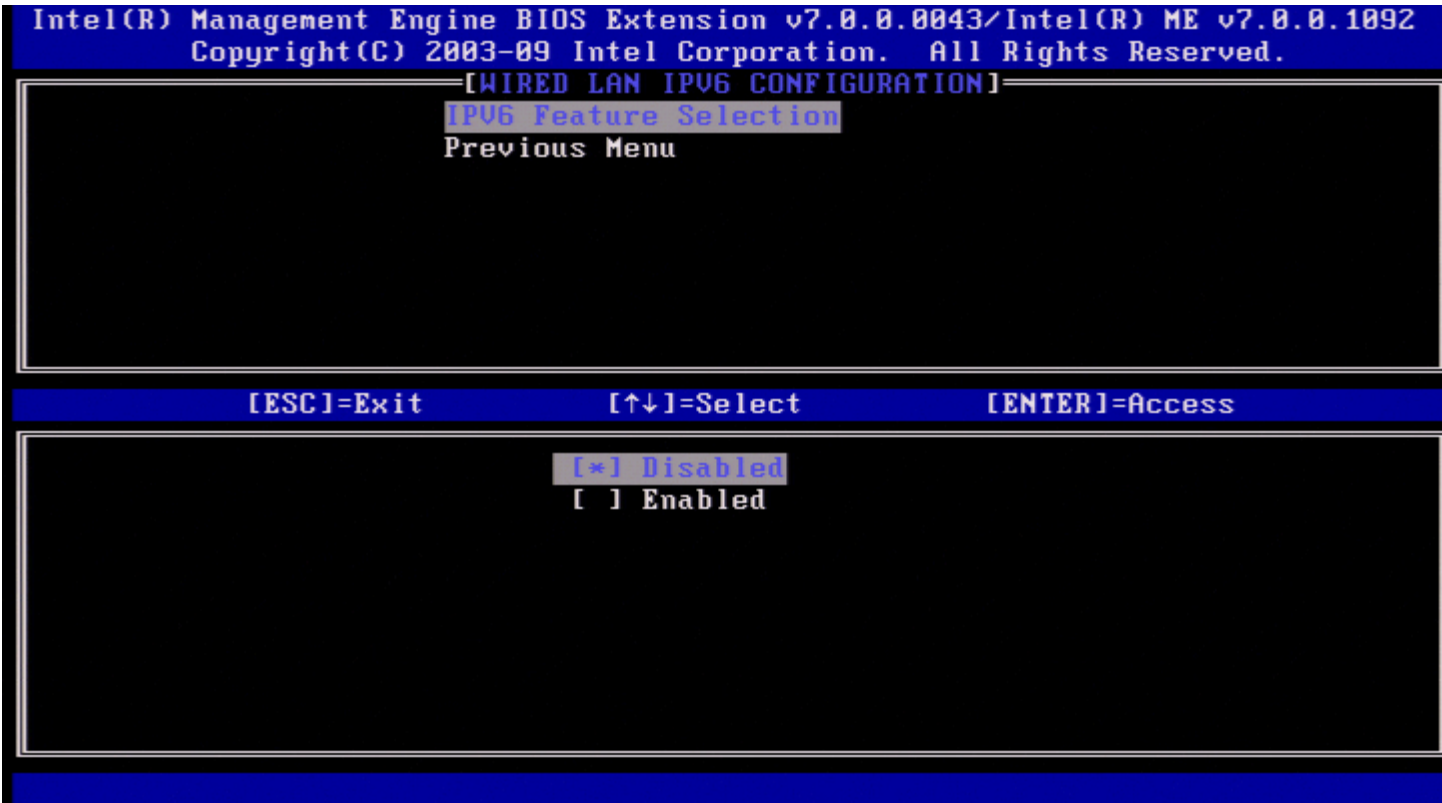 Intel(R) Management Engine BIOS Extension v7.0.0.0043/Intel(R) ME v7.0.0.1092
Copyright(C) 2003-09 Intel Corporation. All Rights Reserved.
[WIRED LAN IPV6 CONFIGURATION]
IPV6 Feature Selection
Previous Menu
[ESC]=Exit [↑↓]=Select [ENTER]=Access
[*] Disabled
[ ] Enabled